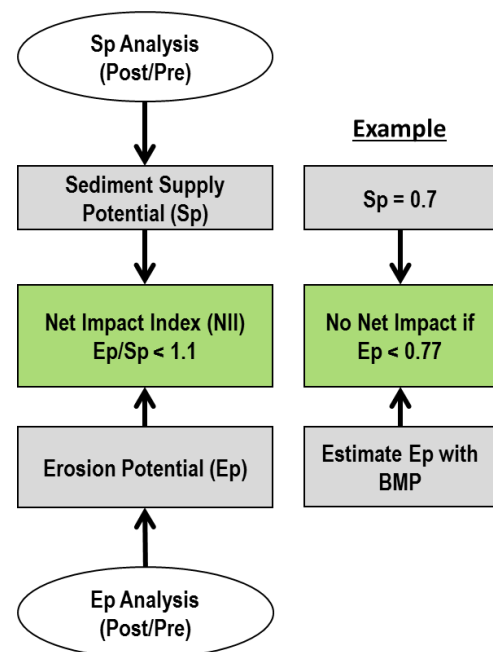 Sp Analysis
(Post/Pre)
Sediment Supply
Potential (Sp)
Net Impact Index (NII)
Ep/Sp < 1.1
Erosion Potential (Ep)
Ep Analysis
(Post/Pre)
Example
Sp = 0.7
No Net Impact if
Ep < 0.77
Estimate Ep with
BMP